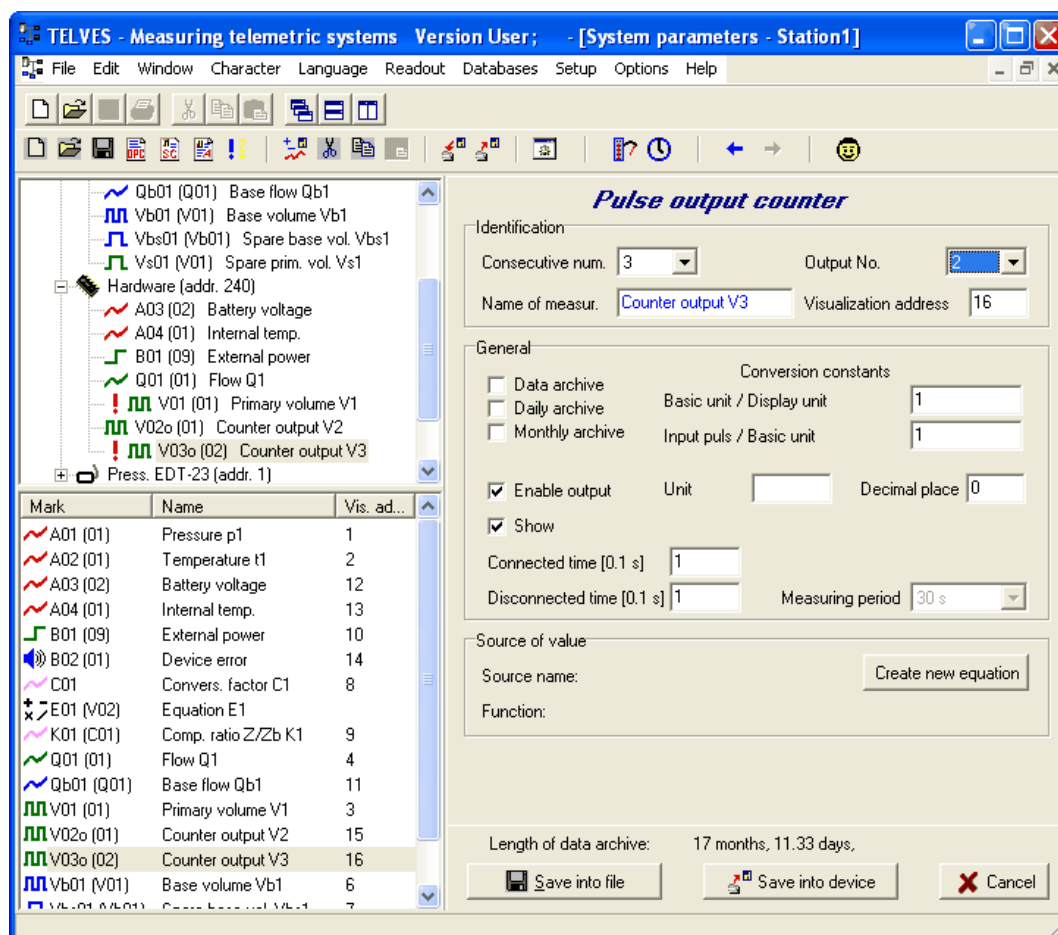 TELVES - Measuring telemetric systems   Version User;    - [System parameters - Station1]
File Edit Window Character Language Readout Databases Setup Options Help
Qb01 (Q01) Base flow Qb1
Vb01 (V01) Base volume Vb1
Vbs01 (Vb01) Spare base vol. Vbs1
Vs01 (V01) Spare prim. vol. Vs1
Hardware (addr. 240)
A03 (02) Battery voltage
A04 (01) Internal temp.
B01 (09) External power
Q01 (01) Flow Q1
V01 (01) Primary volume V1
V02o (01) Counter output V2
V03o (02) Counter output V3
Press. EDT-23 (addr. 1)
Mark Name Vis. ad...
A01 (01) Pressure p1 1
A02 (01) Temperature t1 2
A03 (02) Battery voltage 12
A04 (01) Internal temp. 13
B01 (09) External power 10
B02 (01) Device error 14
C01 Convers. factor C1 8
E01 (V02) Equation E1
K01 (C01) Comp. ratio Z/Zb K1 9
Q01 (01) Flow Q1 4
Qb01 (Q01) Base flow Qb1 11
V01 (01) Primary volume V1 3
V02o (01) Counter output V2 15
V03o (02) Counter output V3 16
Vb01 (V01) Base volume Vb1 6
Vbs01 (Vb01) Spare base vol. Vbs1 7
Pulse output counter
Identification
Consecutive num. 3 Output No. 2
Name of measur. Counter output V3 Visualization address 16
General
Conversion constants
Data archive
Basic unit / Display unit 1
Daily archive
Monthly archive
Input puls / Basic unit 1
Enable output Unit Decimal place 0
Show
Connected time [0.1 s] 1
Disconnected time [0.1 s] 1 Measuring period 30 s
Source of value
Source name: Create new equation
Function:
Length of data archive: 17 months, 11.33 days,
Save into file Save into device Cancel